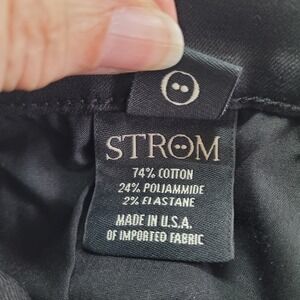 STROM
74% COTTON
24% POLIAMMIDE
2% ELASTANE
MADE IN U.S.A.
OF IMPORTED FABRIC